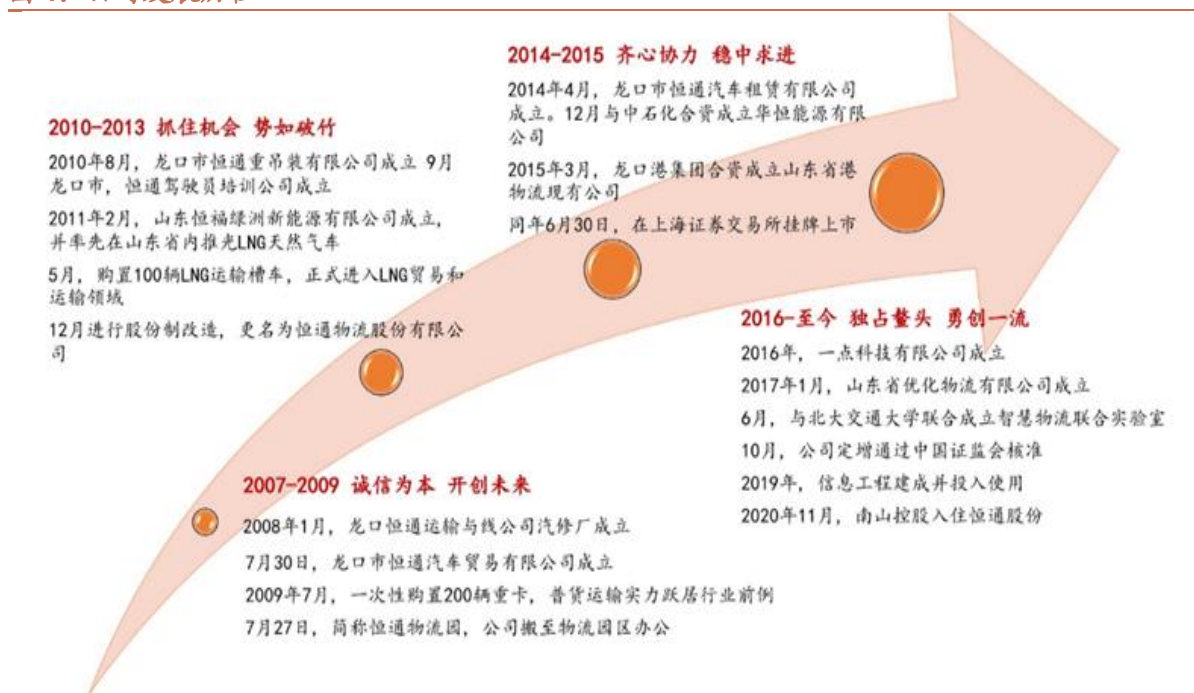 2014-2015 齐心协力 稳中求进
2014年4月，龙口市恒通汽车租赁有限公司
成立。12月与中石化合资成立华恒能源有限
公司
2015年3月，龙口港集团合资成立山东省港
物流现有公司
同年6月30日，在上海证券交易所挂牌上市
2010-2013 抓住机会 势如破竹
2010年8月，龙口市恒通重吊装有限公司成立 9月
龙口市，恒通驾驶员培训公司成立
2011年2月，山东恒福绿洲新能源有限公司成立，
并率先在山东省内推光LNG天然气车
5月，购置100辆LNG运输槽车，正式进入LNG贸易和
运输领域
12月进行股份制改造，更名为恒通物流股份有限公
司
2016-至今 独占鳌头 勇创一流
2016年，一点科技有限公司成立
2017年1月，山东省优化物流有限公司成立
6月，与北大交通大学联合成立智慧物流联合实验室
10月，公司定增通过中国证监会核准
2019年，信息工程建成并投入使用
2020年11月，南山控股入住恒通股份
2007-2009 诚信为本 开创未来
2008年1月，龙口恒通运输与线公司汽修厂成立
7月30日，龙口市恒通汽车贸易有限公司成立
2009年7月，一次性购置200辆重卡，普货运输实力跃居行业前例
7月27日，简称恒通物流园，公司搬至物流园区办公